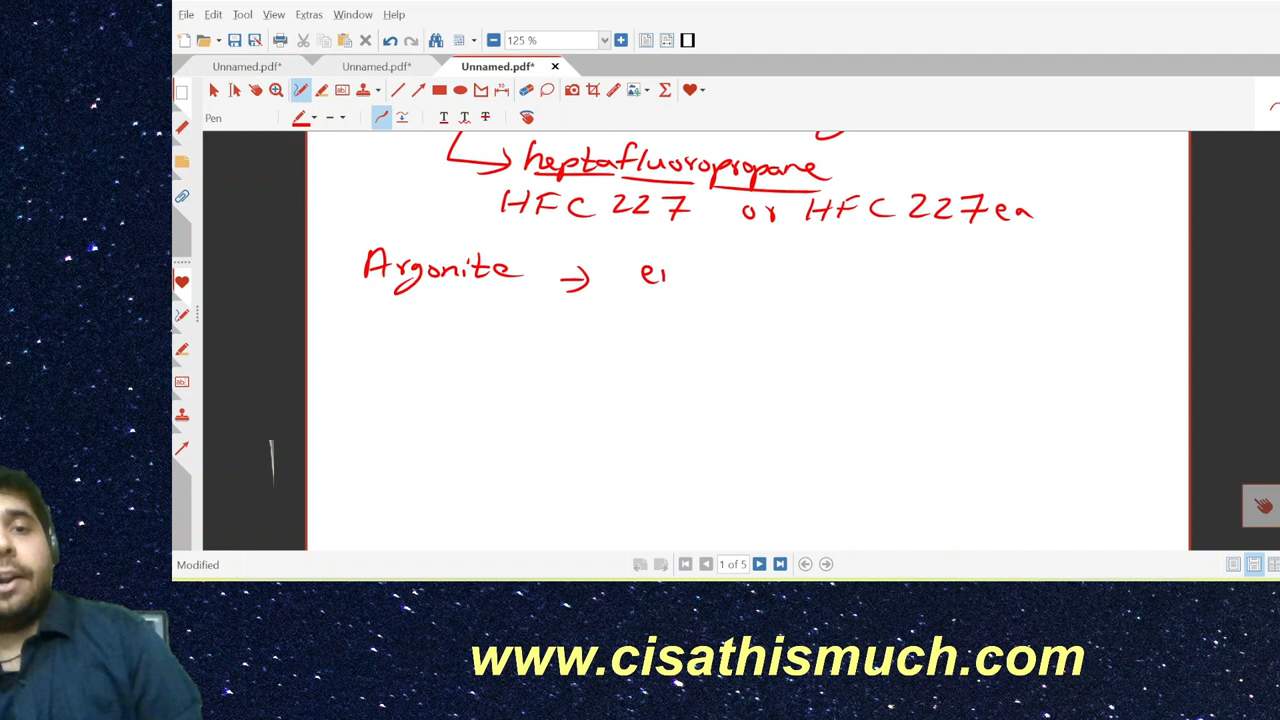 File Edit Tool View Extras Window Help
125 %
Unnamed.pdf* Unnamed.pdf* Unnamed.pdf*
Pen
heptafluoropropane
HFC 227 or HFC 227ea
Argonite → en
Modified
1 of 5
www.cisathismuch.com